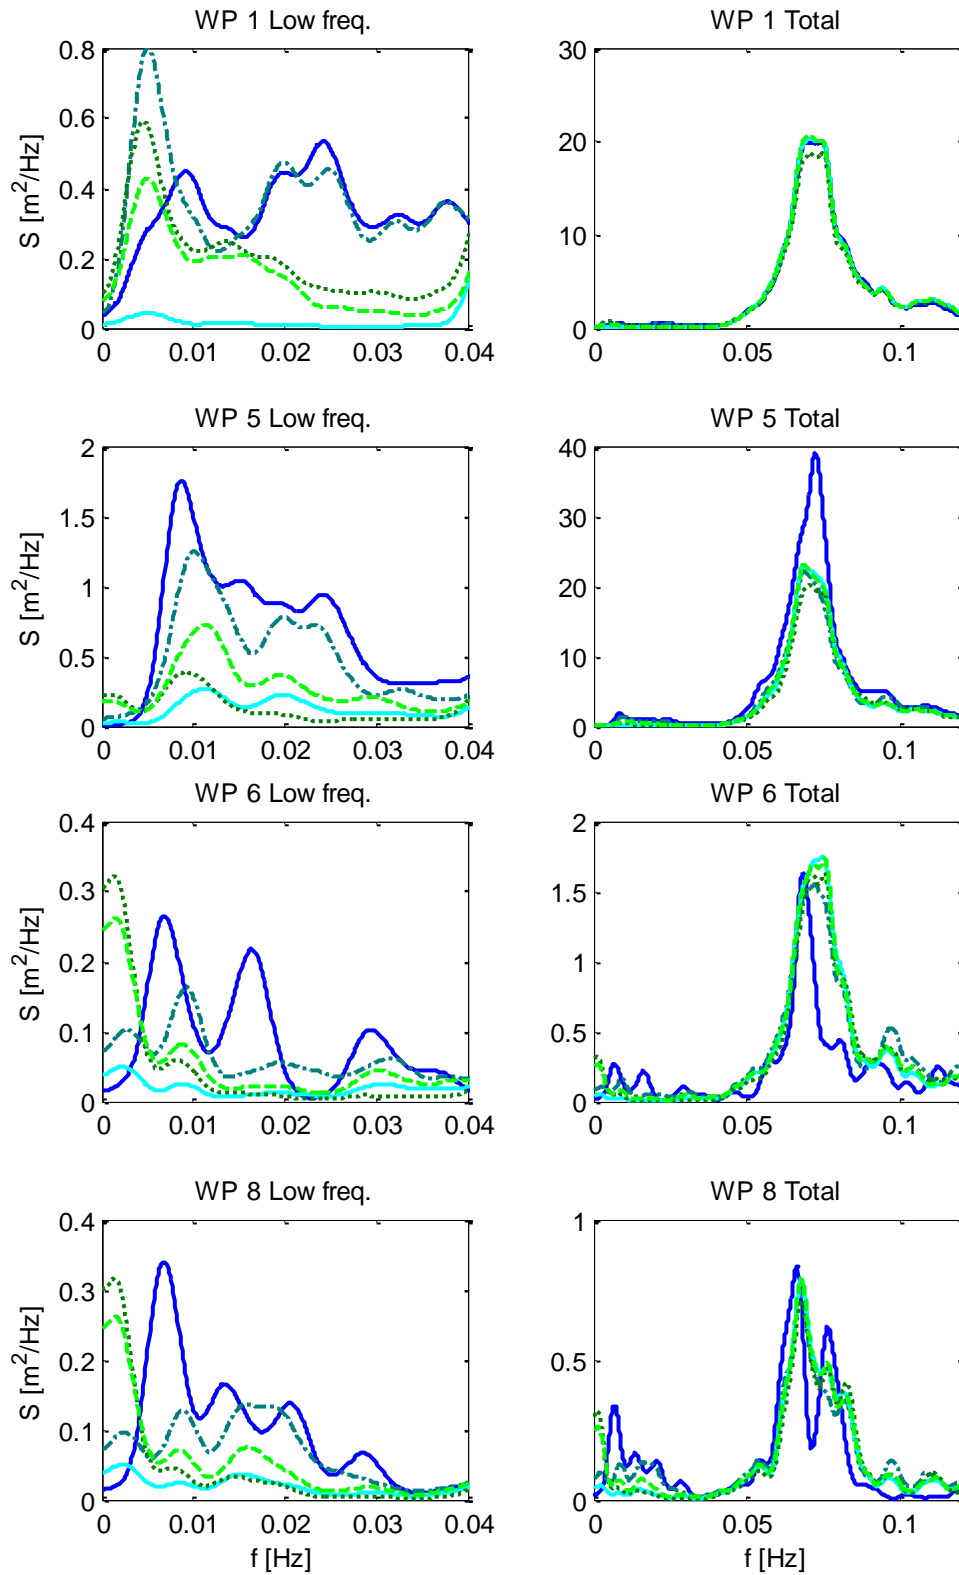 WP 1 Low freq.
WP 1 Total
0.8
0.6
0.4
0.2
0
S [m²/Hz]
0 0.01 0.02 0.03 0.04
30
20
10
0
0 0.05 0.1
WP 5 Low freq.
WP 5 Total
2
1.5
1
0.5
0
S [m²/Hz]
0 0.01 0.02 0.03 0.04
40
30
20
10
0
0 0.05 0.1
WP 6 Low freq.
WP 6 Total
0.4
0.3
0.2
0.1
0
S [m²/Hz]
0 0.01 0.02 0.03 0.04
2
1.5
1
0.5
0
0 0.05 0.1
WP 8 Low freq.
WP 8 Total
0.4
0.3
0.2
0.1
0
S [m²/Hz]
0 0.01 0.02 0.03 0.04
f [Hz]
1
0.5
0
0 0.05 0.1
f [Hz]